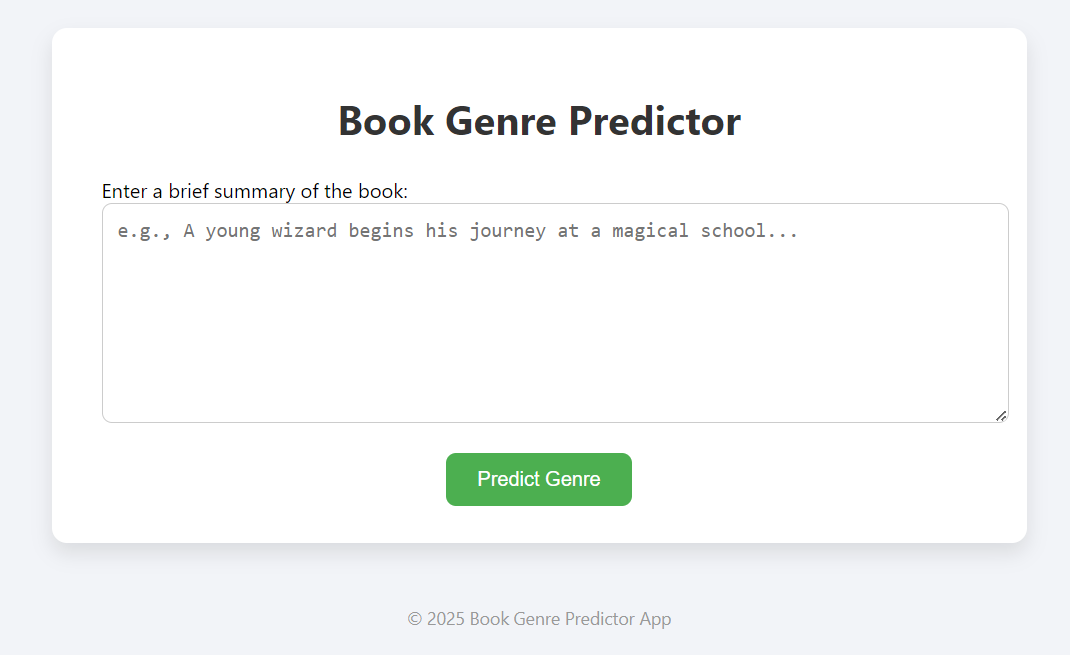 Book Genre Predictor
Enter a brief summary of the book:
e.g., A young wizard begins his journey at a magical school...
Predict Genre
© 2025 Book Genre Predictor App